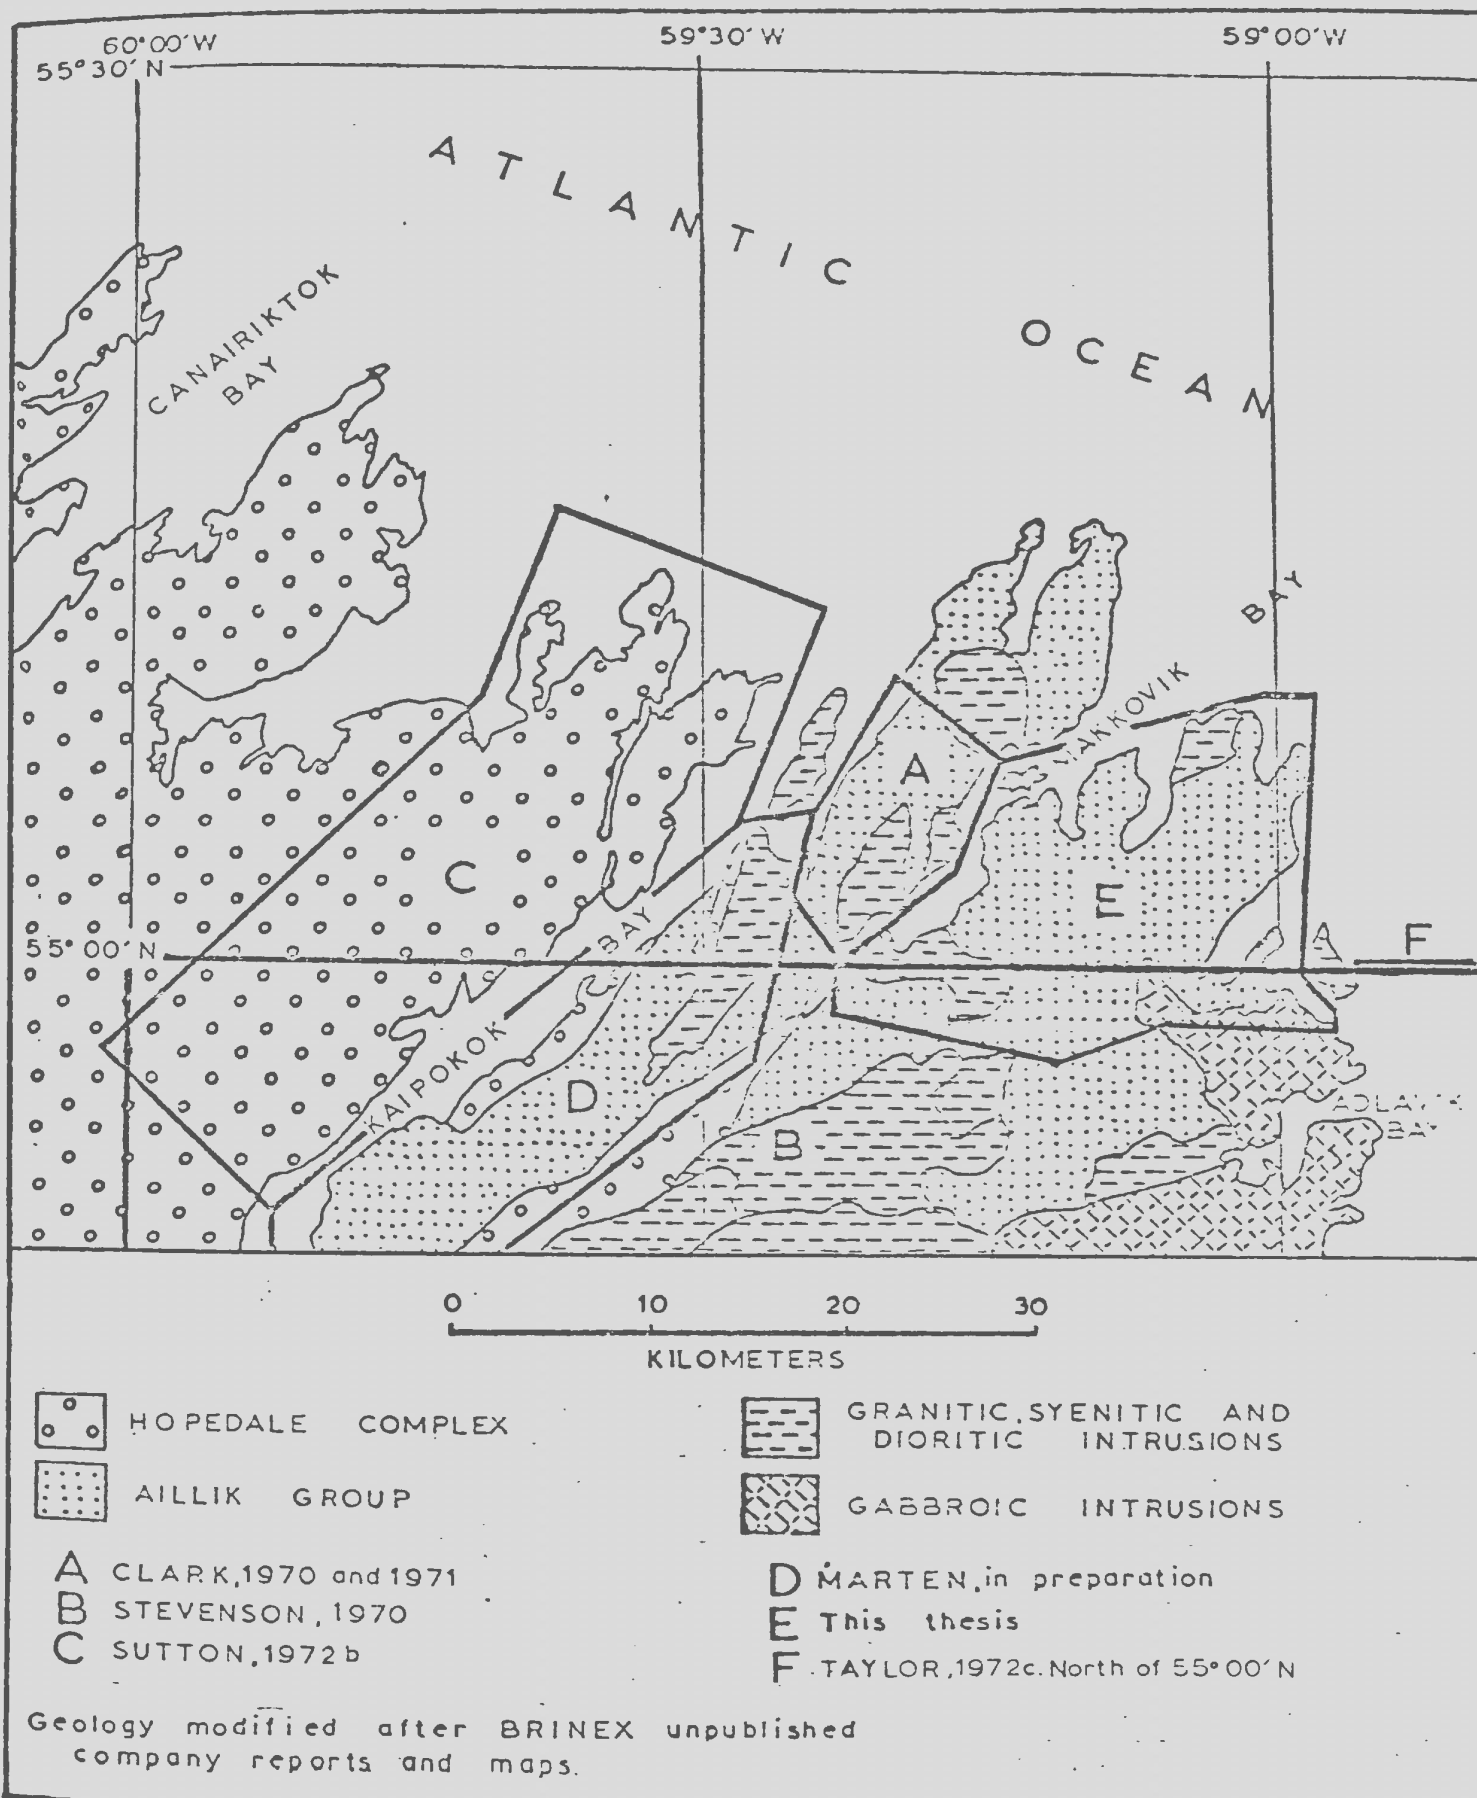 60°00'W 59°30'W 59°00'W
55°30'N
ATLANTIC
OCEAN
CANAIRIKTOK
BAY
MAKKOVIK BAY
A
C
E
55°00'N
F
A
KAIPOKOK BAY
D
B
ADLAVIK
BAY
0 10 20 30
KILOMETERS
HOPEDALE COMPLEX
AILLIK GROUP
GRANITIC, SYENITIC AND
DIORITIC INTRUSIONS
GABBROIC INTRUSIONS
A CLARK, 1970 and 1971
B STEVENSON, 1970
C SUTTON, 1972b
D MARTEN, in preparation
E This thesis
F TAYLOR, 1972c. North of 55°00'N
Geology modified after BRINEX unpublished
company reports and maps.